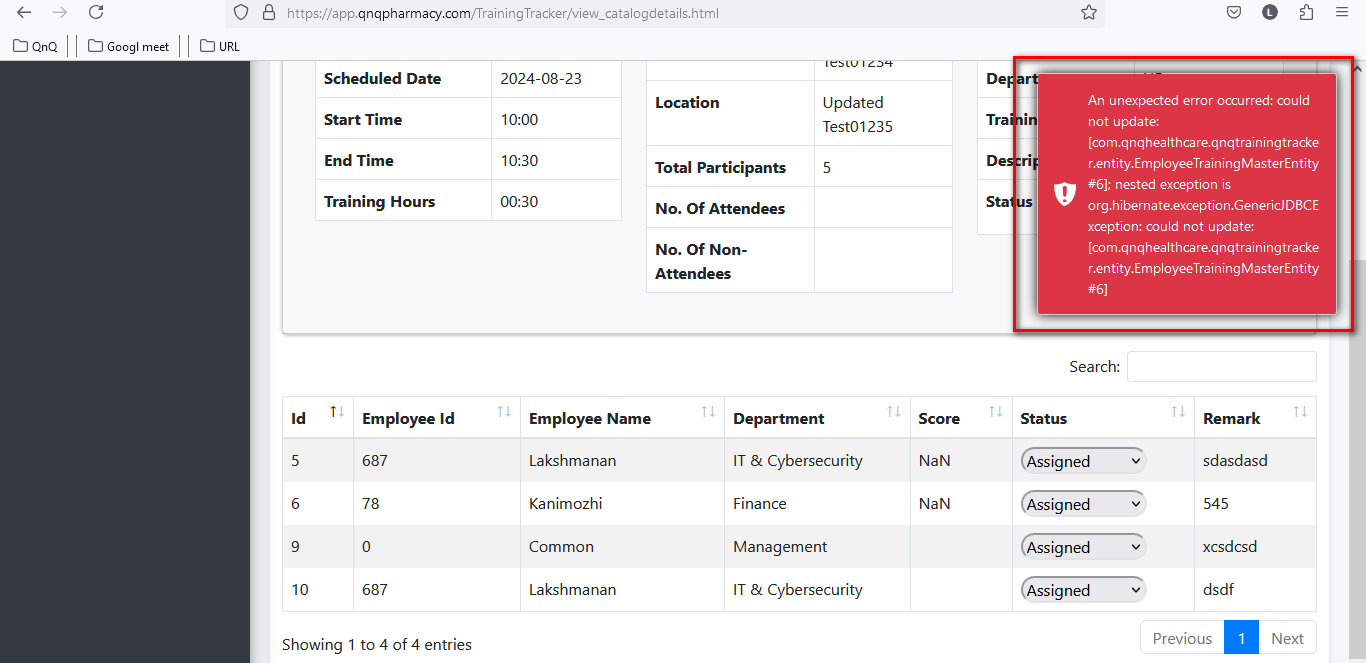 https://app.qnqpharmacy.com/TrainingTracker/view_catalogdetails.html
L
QnQ
Googl meet
URL
Scheduled Date 2024-08-23
Start Time 10:00
End Time 10:30
Training Hours 00:30
Test01234
Location Updated
Test01235
Total Participants 5
No. Of Attendees
No. Of Non-
Attendees
Depart
Trainin
Descrip
Status
An unexpected error occurred: could
not update:
[com.qnqhealthcare.qnqtrainingtracke
r.entity.EmployeeTrainingMasterEntity
#6]; nested exception is
org.hibernate.exception.GenericJDBCE
xception: could not update:
[com.qnqhealthcare.qnqtrainingtracke
r.entity.EmployeeTrainingMasterEntity
#6]
Search:
Id Employee Id Employee Name Department Score Status Remark
5 687 Lakshmanan IT & Cybersecurity NaN Assigned sdasdasd
6 78 Kanimozhi Finance NaN Assigned 545
9 0 Common Management Assigned xcsdcsd
10 687 Lakshmanan IT & Cybersecurity Assigned dsdf
Showing 1 to 4 of 4 entries
Previous 1 Next